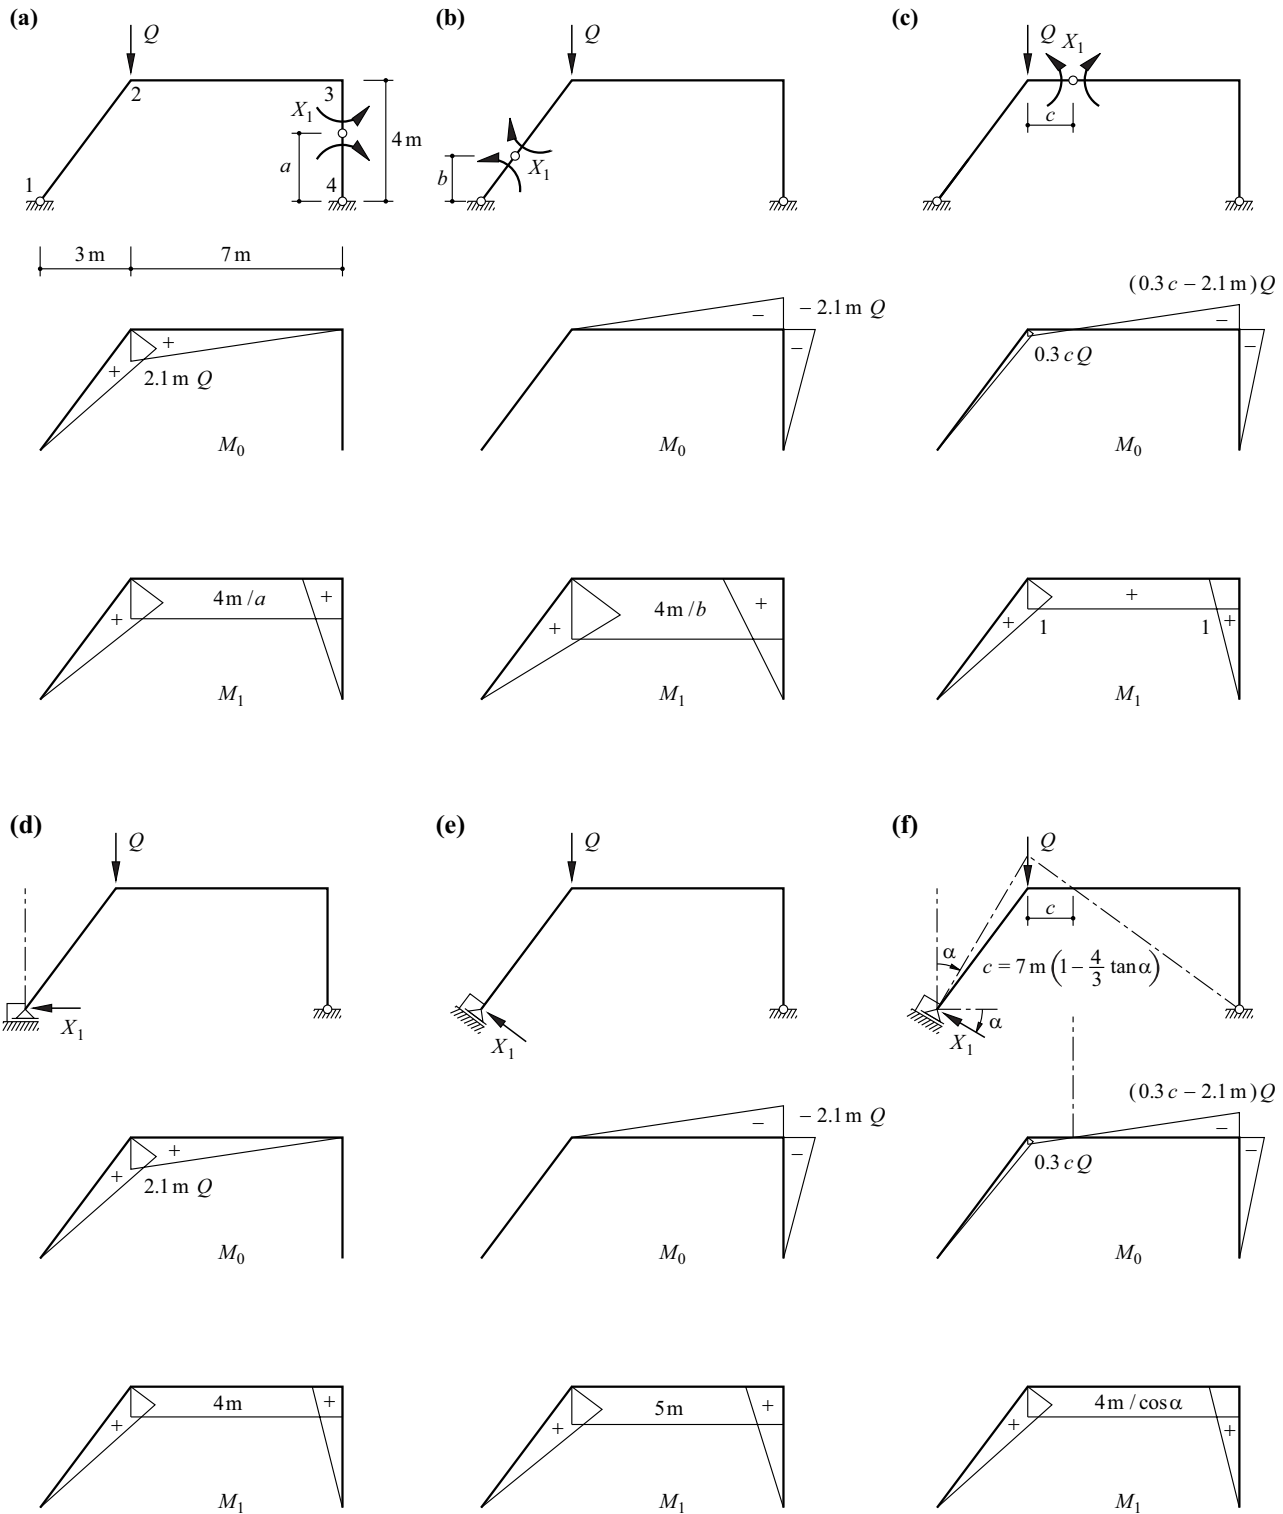 (a) (b) (c)
Q Q Q X₁
2 3
X₁ 4 m c
a
1 4 b X₁
3 m 7 m
(0.3 c − 2.1 m) Q
+ + 2.1 m Q − − − 2.1 m Q − − 0.3 c Q
M₀ M₀ M₀
+ 4 m / a + + 4 m / b + + + 1 1 +
M₁ M₁ M₁
(d) (e) (f)
Q Q Q
c
α c = 7 m (1 − 4/3 tan α)
X₁ X₁ X₁ α
(0.3 c − 2.1 m) Q
+ + 2.1 m Q − − − 2.1 m Q − − 0.3 c Q
M₀ M₀ M₀
+ 4 m + + 5 m + + 4 m / cos α +
M₁ M₁ M₁